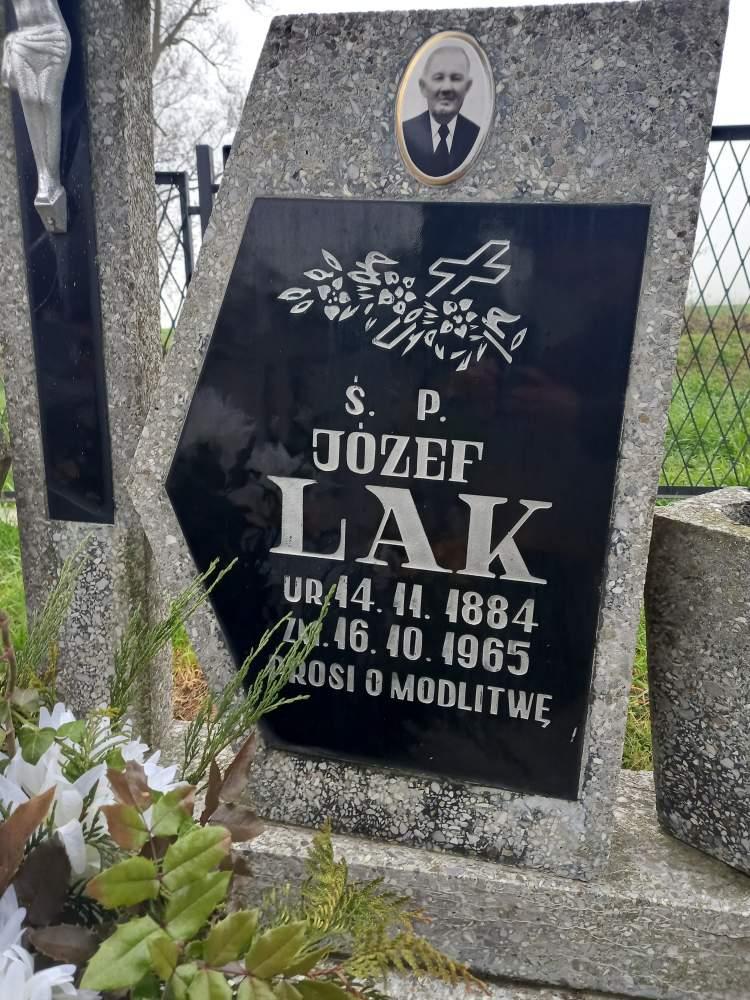 Ś. P.
JÓZEF
LAK
UR. 14. 11. 1884
ZM. 16. 10. 1965
PROSI O MODLITWĘ